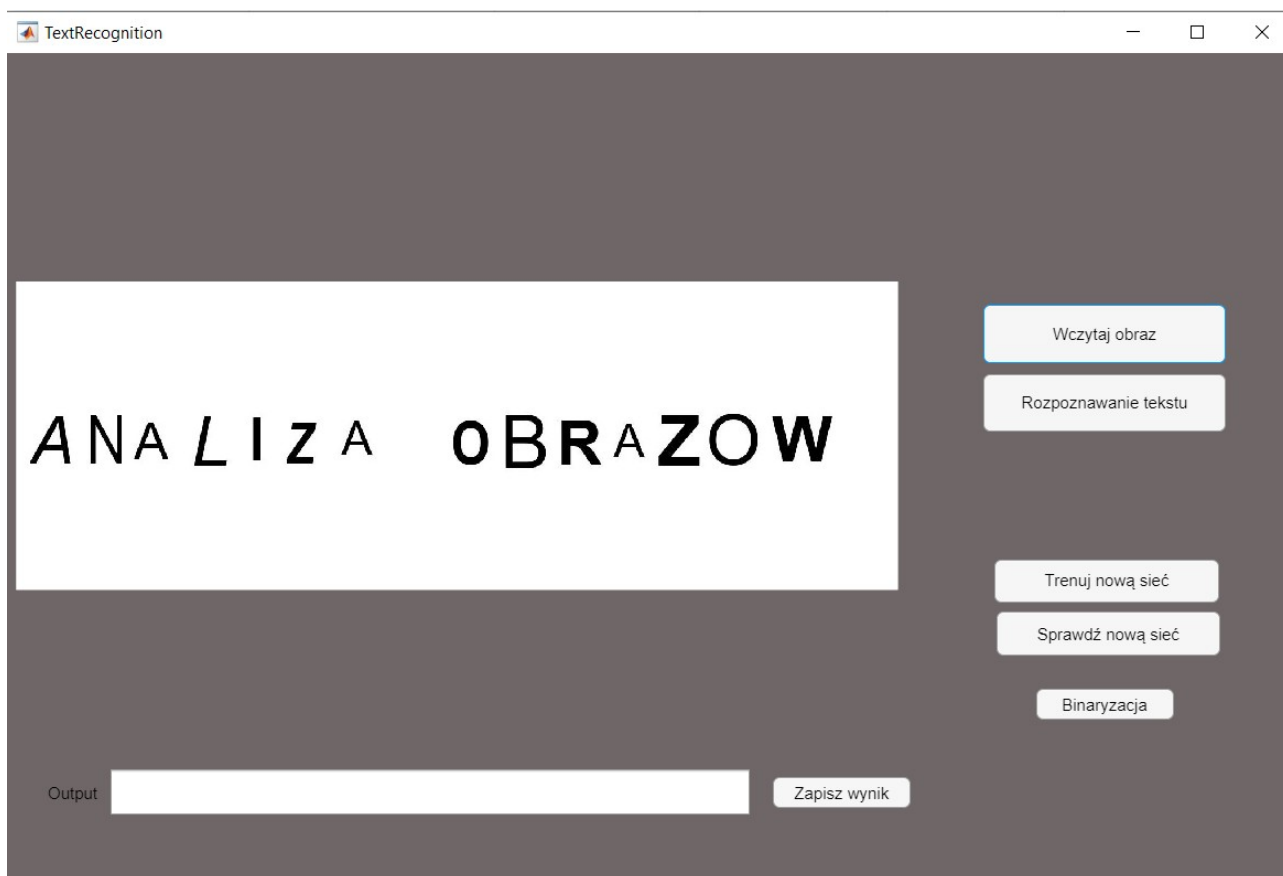 TextRecognition
Wczytaj obraz
Rozpoznawanie tekstu
ANALIZA OBRAZOW
Trenuj nową sieć
Sprawdź nową sieć
Binaryzacja
Output
Zapisz wynik